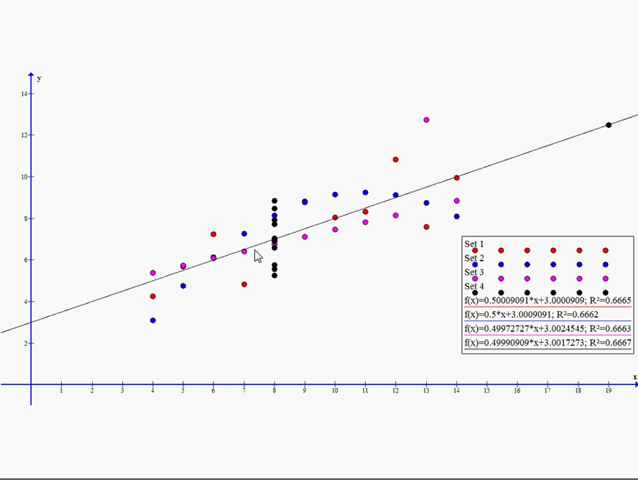 y
14
12
10
8
6
4
2
x
1 2 3 4 5 6 7 8 9 10 11 12 13 14 15 16 17 18 19
Set 1
Set 2
Set 3
Set 4
f(x)=0.50009091*x+3.0000909; R²=0.6665
f(x)=0.5*x+3.0009091; R²=0.6662
f(x)=0.49972727*x+3.0024545; R²=0.6663
f(x)=0.49990909*x+3.0017273; R²=0.6667